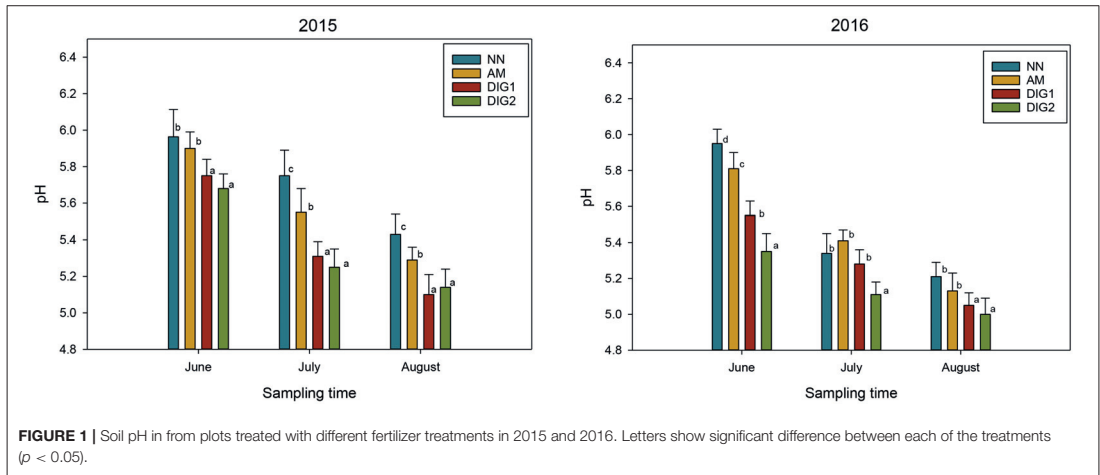 2015
6.4
6.2
6.0
5.8
5.6
5.4
5.2
5.0
4.8
pH
NN
AM
DIG1
DIG2
b
b
a
a
c
b
a
a
c
b
a
a
June
July
August
Sampling time
2016
6.4
6.2
6.0
5.8
5.6
5.4
5.2
5.0
4.8
pH
NN
AM
DIG1
DIG2
d
c
b
a
b
b
b
a
b
b
a
a
June
July
August
Sampling time
FIGURE 1 | Soil pH in from plots treated with different fertilizer treatments in 2015 and 2016. Letters show significant difference between each of the treatments
(p < 0.05).